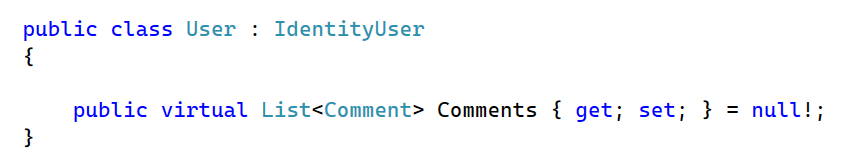 public class User : IdentityUser
{
public virtual List<Comment> Comments { get; set; } = null!;
}